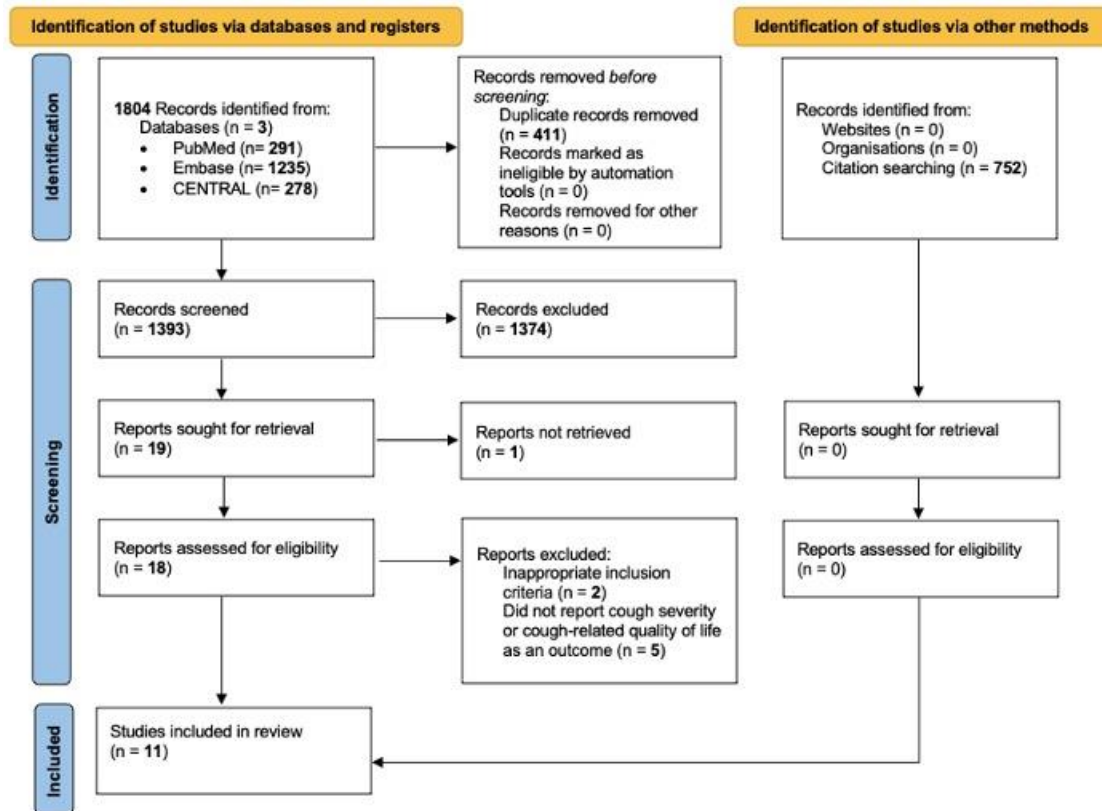 Identification of studies via databases and registers
Identification of studies via other methods
Identification
1804 Records identified from:
Databases (n = 3)
• PubMed (n= 291)
• Embase (n= 1235)
• CENTRAL (n= 278)
Records removed before
screening:
Duplicate records removed
(n = 411)
Records marked as
ineligible by automation
tools (n = 0)
Records removed for other
reasons (n = 0)
Records identified from:
Websites (n = 0)
Organisations (n = 0)
Citation searching (n = 752)
Screening
Records screened
(n = 1393)
Records excluded
(n = 1374)
Reports sought for retrieval
(n = 19)
Reports not retrieved
(n = 1)
Reports sought for retrieval
(n = 0)
Reports assessed for eligibility
(n = 18)
Reports excluded:
Inappropriate inclusion
criteria (n = 2)
Did not report cough severity
or cough-related quality of life
as an outcome (n = 5)
Reports assessed for eligibility
(n = 0)
Included
Studies included in review
(n = 11)